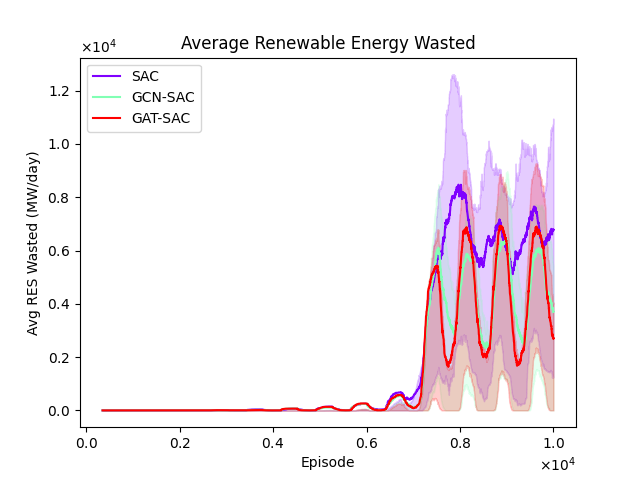 Average Renewable Energy Wasted
×10⁴
SAC
GCN-SAC
GAT-SAC
Avg RES Wasted (MW/day)
1.2
1.0
0.8
0.6
0.4
0.2
0.0
0.0 0.2 0.4 0.6 0.8 1.0
Episode
×10⁴